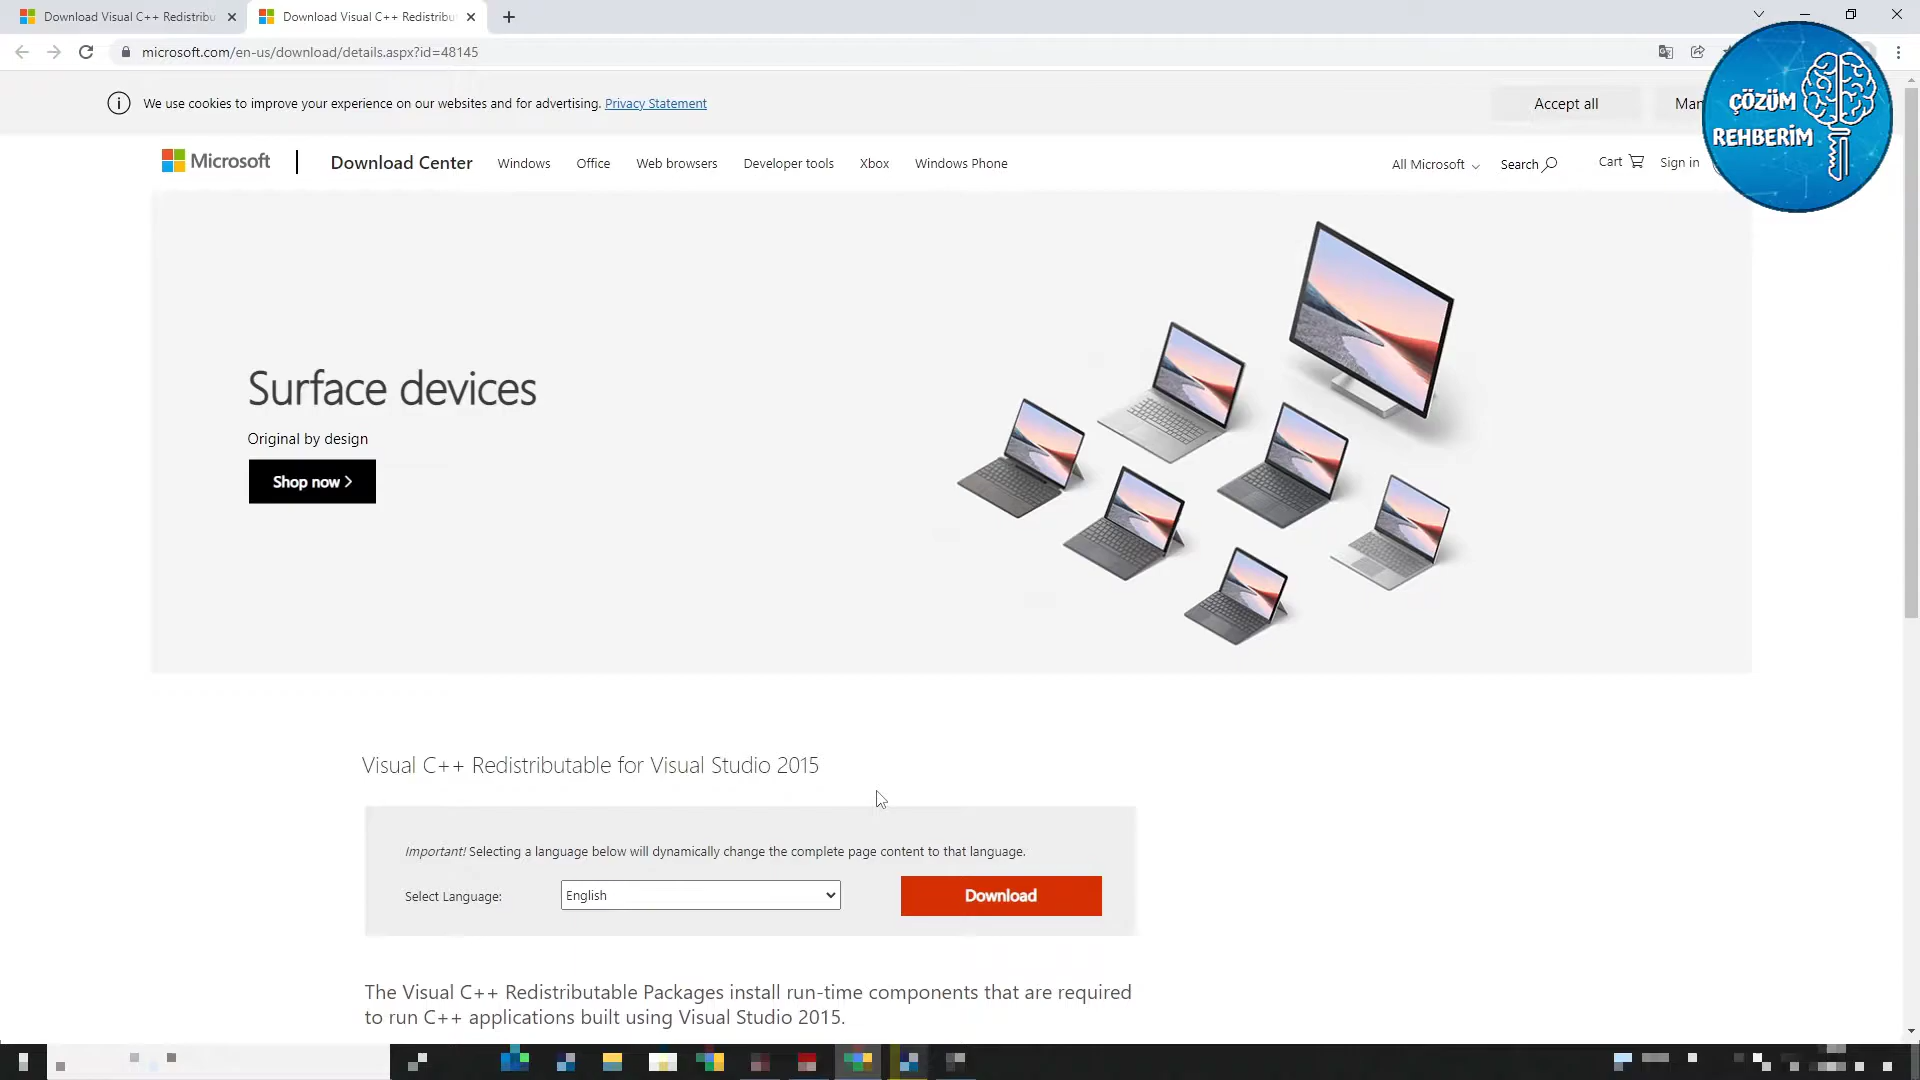 Download Visual C++ Redistribu
Download Visual C++ Redistribu
microsoft.com/en-us/download/details.aspx?id=48145
We use cookies to improve your experience on our websites and for advertising. Privacy Statement
Accept all
Man
ÇÖZÜM
REHBERİM
Microsoft
Download Center
Windows
Office
Web browsers
Developer tools
Xbox
Windows Phone
All Microsoft
Search
Cart
Sign in
Surface devices
Original by design
Shop now
Visual C++ Redistributable for Visual Studio 2015
Important! Selecting a language below will dynamically change the complete page content to that language.
Select Language:
English
Download
The Visual C++ Redistributable Packages install run-time components that are required
to run C++ applications built using Visual Studio 2015.